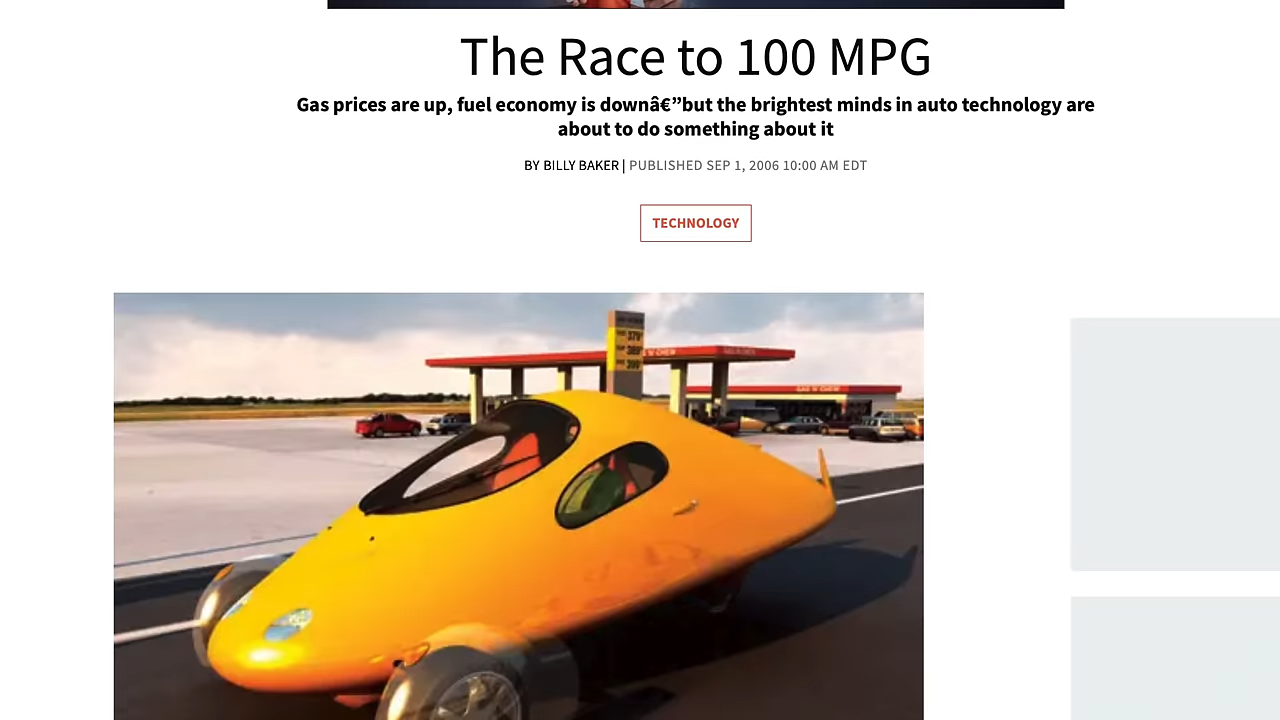 The Race to 100 MPG
Gas prices are up, fuel economy is downâ€”but the brightest minds in auto technology are
about to do something about it
BY BILLY BAKER | PUBLISHED SEP 1, 2006 10:00 AM EDT
TECHNOLOGY
GAS 'N' CHEW